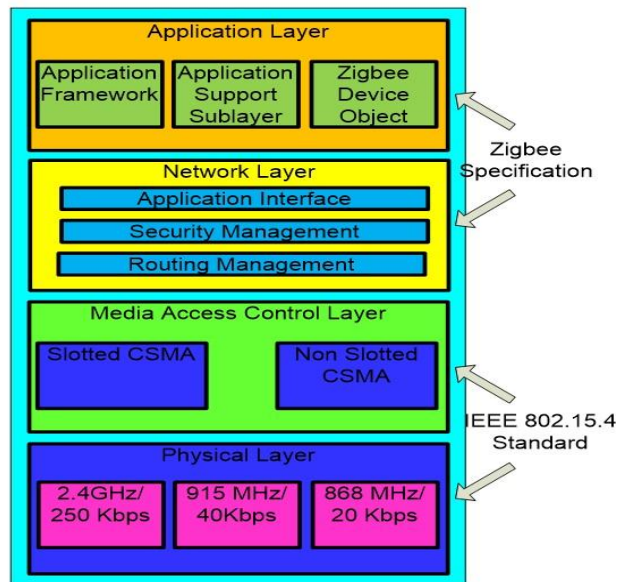 Application Layer
Application
Framework
Application
Support
Sublayer
Zigbee
Device
Object
Zigbee
Specification
Network Layer
Application Interface
Security Management
Routing Management
Media Access Control Layer
Slotted CSMA
Non Slotted
CSMA
IEEE 802.15.4
Standard
Physical Layer
2.4GHz/
250 Kbps
915 MHz/
40Kbps
868 MHz/
20 Kbps